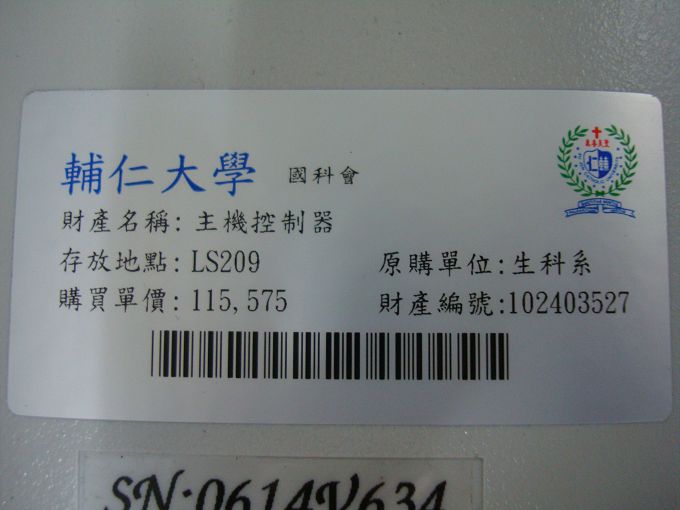 輔仁大學 國科會
財產名稱: 主機控制器
存放地點: LS209 原購單位:生科系
購買單價: 115,575 財產編號:102403527
SN:0614V634